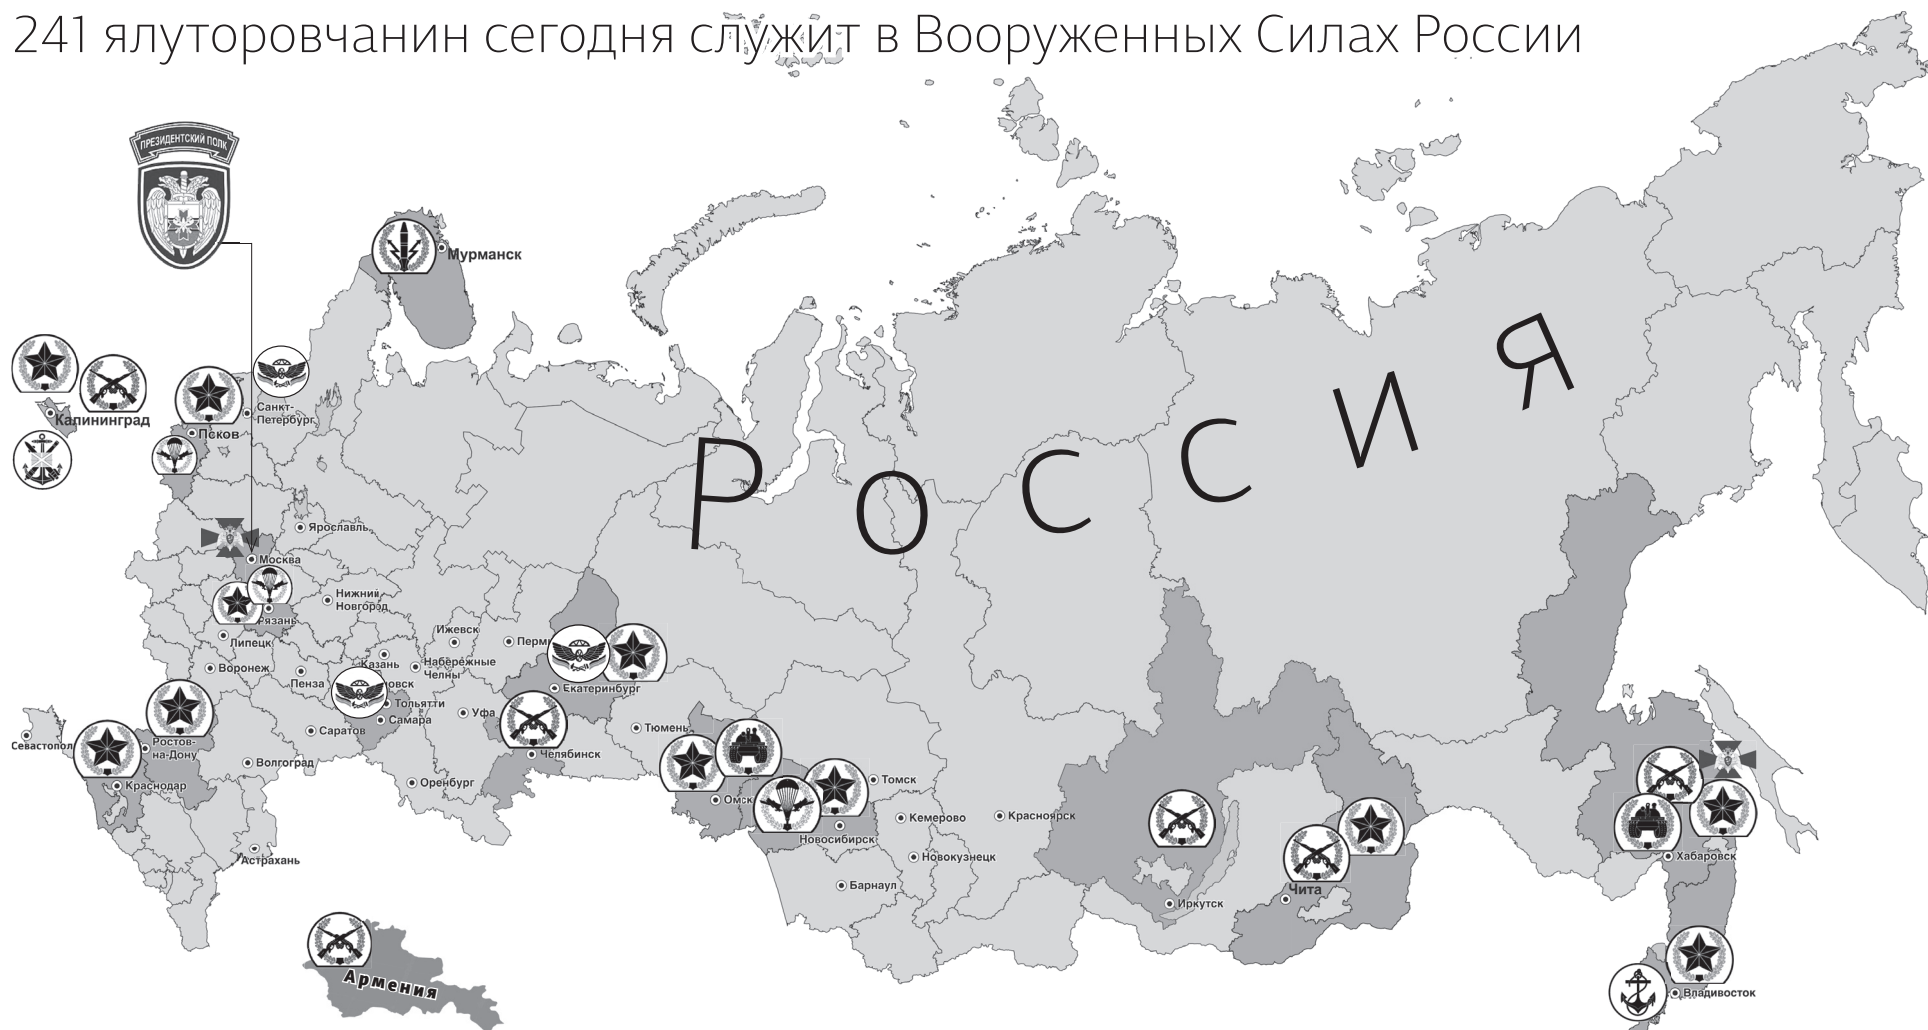 241 ялуторовчанин сегодня служит в Вооруженных Силах России
ПРЕЗИДЕНТСКИЙ ПОЛК
Мурманск
Калининград
Санкт-
Петербург
Псков
РОССИЯ
Ярославль
Москва
Нижний
Новгород
Рязань
Липецк
Ижевск
Пермь
Воронеж
Казань
Набережные
Челны
Пенза
овск
Екатеринбург
Тольятти
Самара
Уфа
Саратов
Тюмень
Севастополь
Ростов-
на-Дону
Челябинск
Волгоград
Оренбург
Краснодар
Томск
Омск
Кемерово
Красноярск
Новосибирск
Астрахань
Новокузнецк
Хабаровск
Барнаул
Чита
Иркутск
Армения
Владивосток